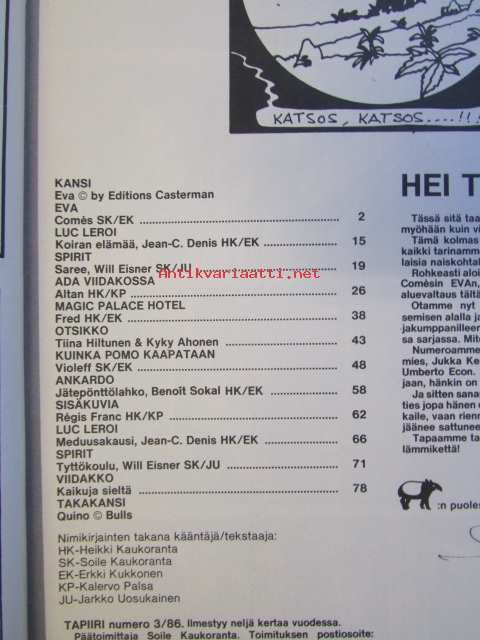 KATSOS, KATSOS....!!
KANSI
Eva © by Editions Casterman
EVA
Comès SK/EK 2
LUC LEROI
Koiran elämää, Jean-C. Denis HK/EK 15
SPIRIT
Saree, Will Eisner SK/JU 19
Antikvariaatti.net
ADA VIIDAKOSSA
Altan HK/KP 26
MAGIC PALACE HOTEL
Fred HK/EK 38
OTSIKKO
Tiina Hiltunen & Kyky Ahonen 43
KUINKA POMO KAAPATAAN
Violeff SK/EK 48
ANKARDO
Jätepönttölahko, Benoît Sokal HK/EK 58
SISÄKUVIA
Régis Franc HK/KP 62
LUC LEROI
Meduusakausi, Jean-C. Denis HK/EK 66
SPIRIT
Tyttökoulu, Will Eisner SK/JU 71
VIIDAKKO
Kaikuja sieltä 78
TAKAKANSI
Quino © Bulls
Nimikirjainten takana kääntäjä/tekstaaja:
HK-Heikki Kaukoranta
SK-Soile Kaukoranta
EK-Erkki Kukkonen
KP-Kalervo Palsa
JU-Jarkko Uosukainen
TAPIIRI numero 3/86. Ilmestyy neljä kertaa vuodessa.
Päätoimittaja Soile Kaukoranta. Toimituksen postiosoite:
HEI T
Tässä sitä taa
myöhään kuin vi
Tämä kolmas
kaikki tarinamm
laisia naiskohtal
Rohkeasti aloi
Comèsin EVAn,
aluevaltaus tältä
Otamme nyt
semisen alalla ja
jakumppanilleen
sa sarjassa. Mite
Numeroamme
mies, Jukka Ke
Umberto Econ.
jaan, hänkin on
Ja sitten sana
ties jopa hänen o
kaile, vaan rienn
jäänee sattunee
Tapaamme ta
lämmikettä!
:n puoles